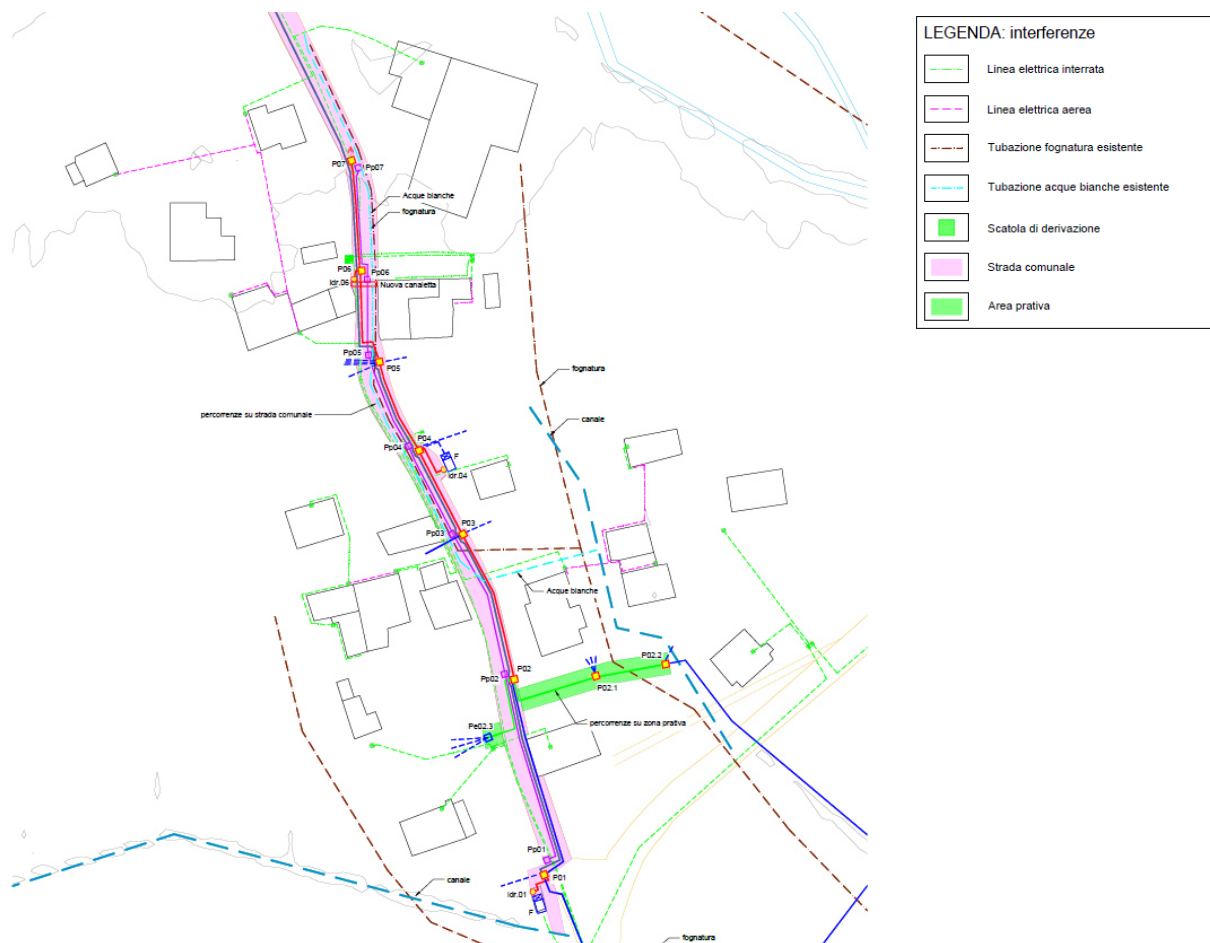 LEGENDA: interferenze
Linea elettrica interrata
Linea elettrica aerea
Tubazione fognatura esistente
Tubazione acque bianche esistente
Scatola di derivazione
Strada comunale
Area prativa
P07
Pp07
Acque bianche
fognatura
P06
Pp06
Idr.06
Nuova canaletta
Pp05
P05
fognatura
percorrenze su strada comunale
canale
P04
Pp04
F
Idr.04
P03
Pp03
Acque bianche
P02.2
P02
Pp02
P02.1
Pe02.3
percorrenze su zona prativa
Pp01
P01
canale
Idr.01
F
fognatura